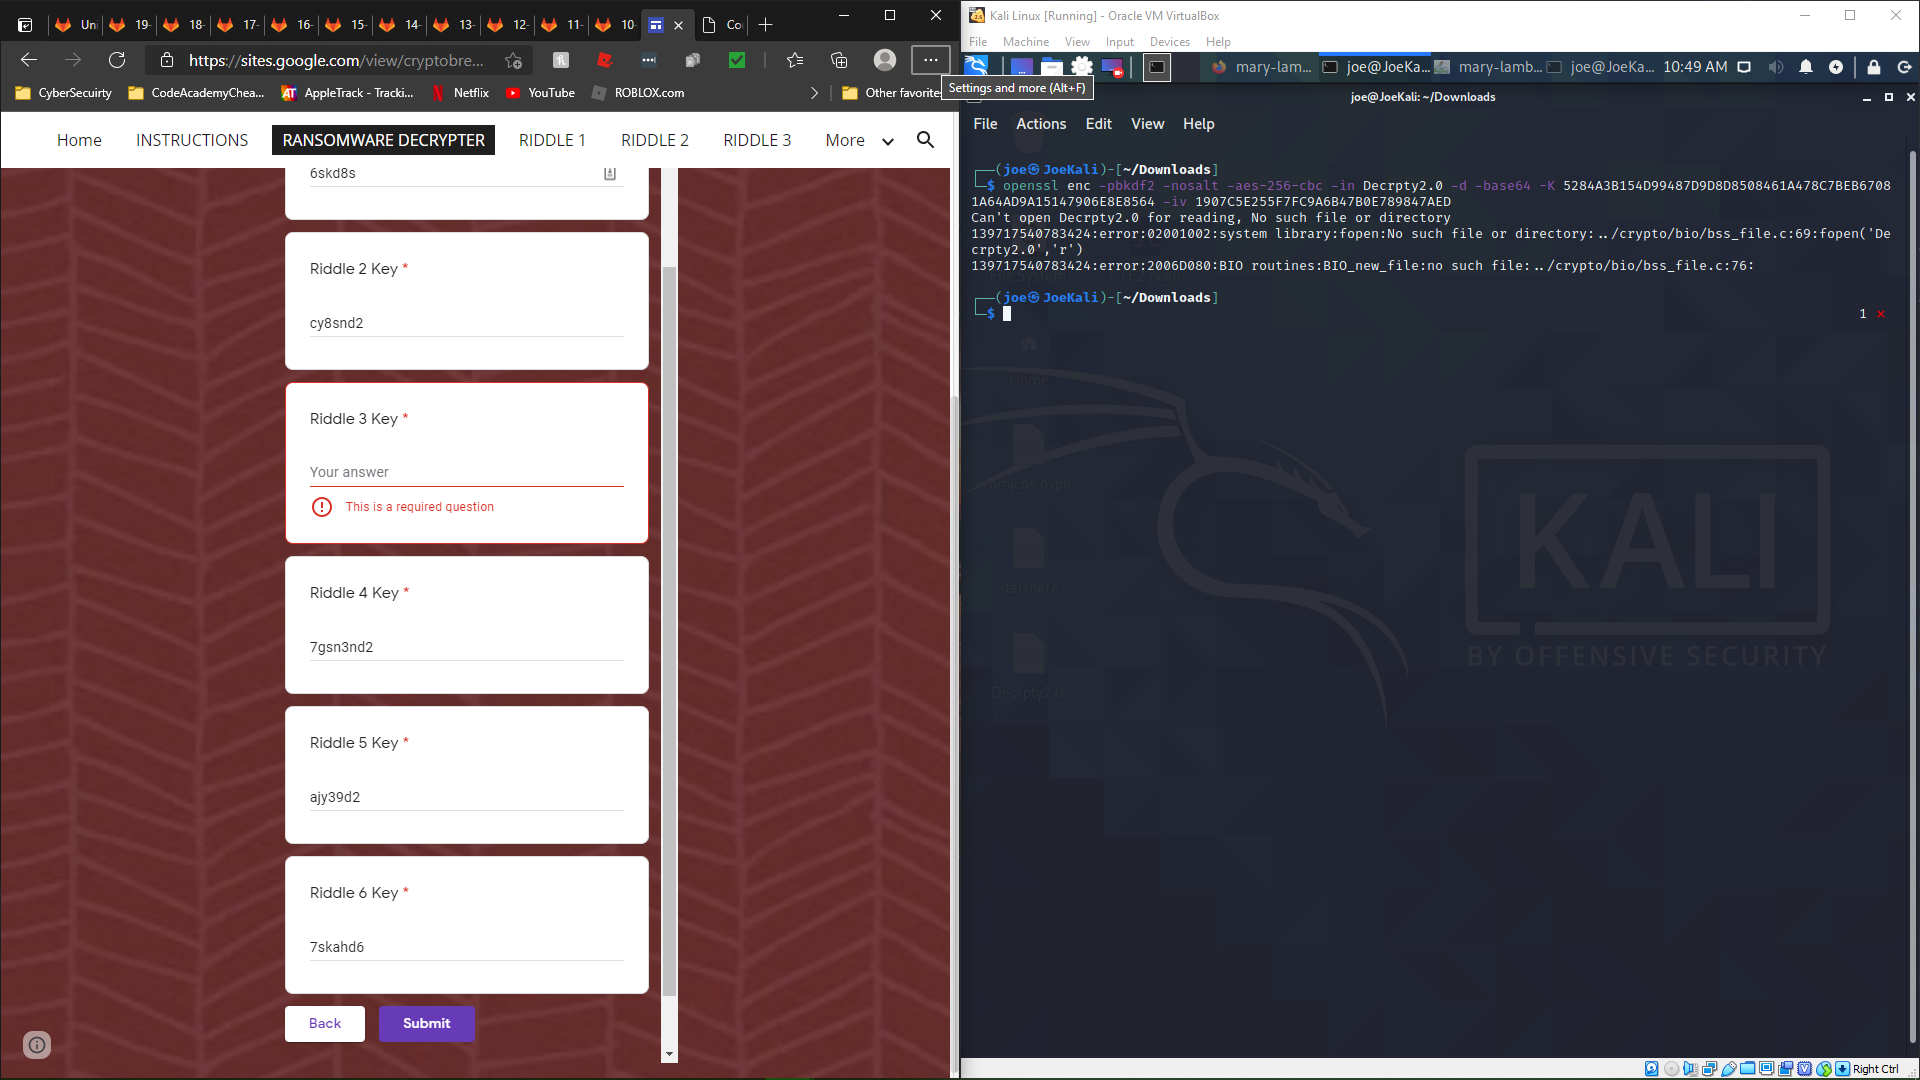 Un
19-
18-
17-
16-
15-
14-
13-
12-
11-
10-
Co
https://sites.google.com/view/cryptobre...
CyberSecuirty
CodeAcademyChea...
AppleTrack - Tracki...
Netflix
YouTube
ROBLOX.com
Other favorites
Settings and more (Alt+F)
Home
INSTRUCTIONS
RANSOMWARE DECRYPTER
RIDDLE 1
RIDDLE 2
RIDDLE 3
More
6skd8s
Riddle 2 Key *
cy8snd2
Riddle 3 Key *
Your answer
This is a required question
Riddle 4 Key *
7gsn3nd2
Riddle 5 Key *
ajy39d2
Riddle 6 Key *
7skahd6
Back
Submit
Kali Linux [Running] - Oracle VM VirtualBox
File Machine View Input Devices Help
mary-lam...
joe@JoeKa...
mary-lamb...
joe@JoeKa...
10:49 AM
joe@JoeKali: ~/Downloads
File Actions Edit View Help
(joe㉿JoeKali)-[~/Downloads]
$ openssl enc -pbkdf2 -nosalt -aes-256-cbc -in Decrpty2.0 -d -base64 -K 5284A3B154D99487D9D8D8508461A478C7BEB6708
1A64AD9A15147906E8E8564 -iv 1907C5E255F7FC9A6B47B0E789847AED
Can't open Decrpty2.0 for reading, No such file or directory
139717540783424:error:02001002:system library:fopen:No such file or directory:../crypto/bio/bss_file.c:69:fopen('De
crpty2.0','r')
139717540783424:error:2006D080:BIO routines:BIO_new_file:no such file:../crypto/bio/bss_file.c:76:
(joe㉿JoeKali)-[~/Downloads]
$
1 ×
Home
Starthere
Decrpty2.0
KALI
BY OFFENSIVE SECURITY
Right Ctrl